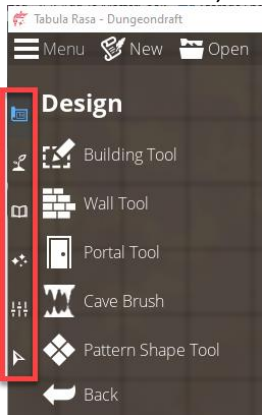 Tabula Rasa - Dungeondraft
Menu New Open
Design
Building Tool
Wall Tool
Portal Tool
Cave Brush
Pattern Shape Tool
Back